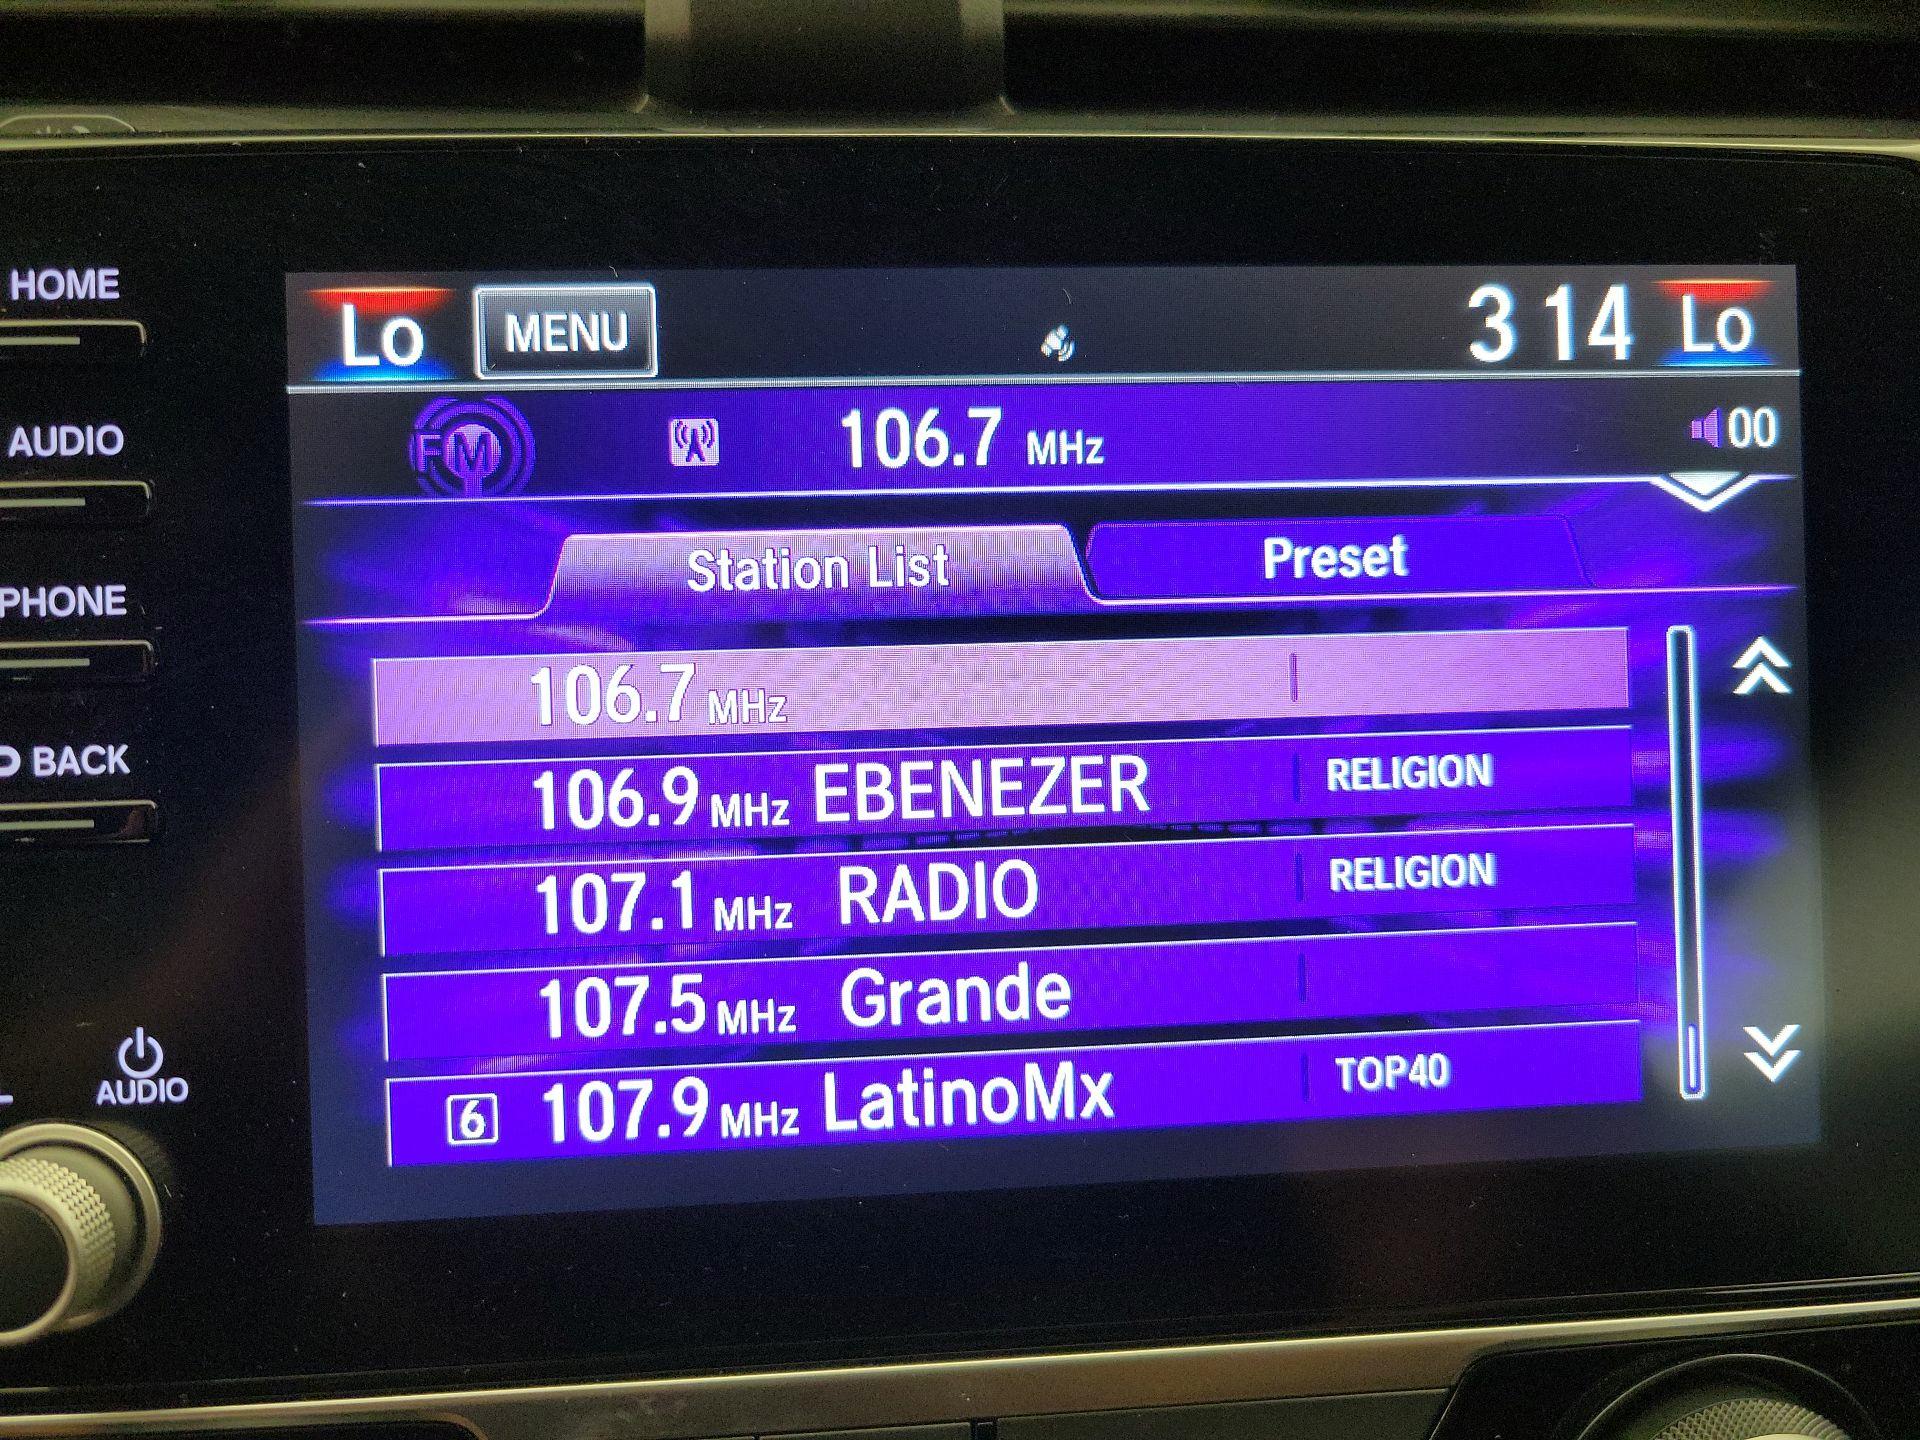 HOME
AUDIO
PHONE
BACK
AUDIO
Lo MENU 3 14 Lo
FM 106.7 MHz 00
Station List Preset
106.7 MHz
106.9 MHz EBENEZER RELIGION
107.1 MHz RADIO RELIGION
107.5 MHz Grande
6 107.9 MHz LatinoMx TOP40